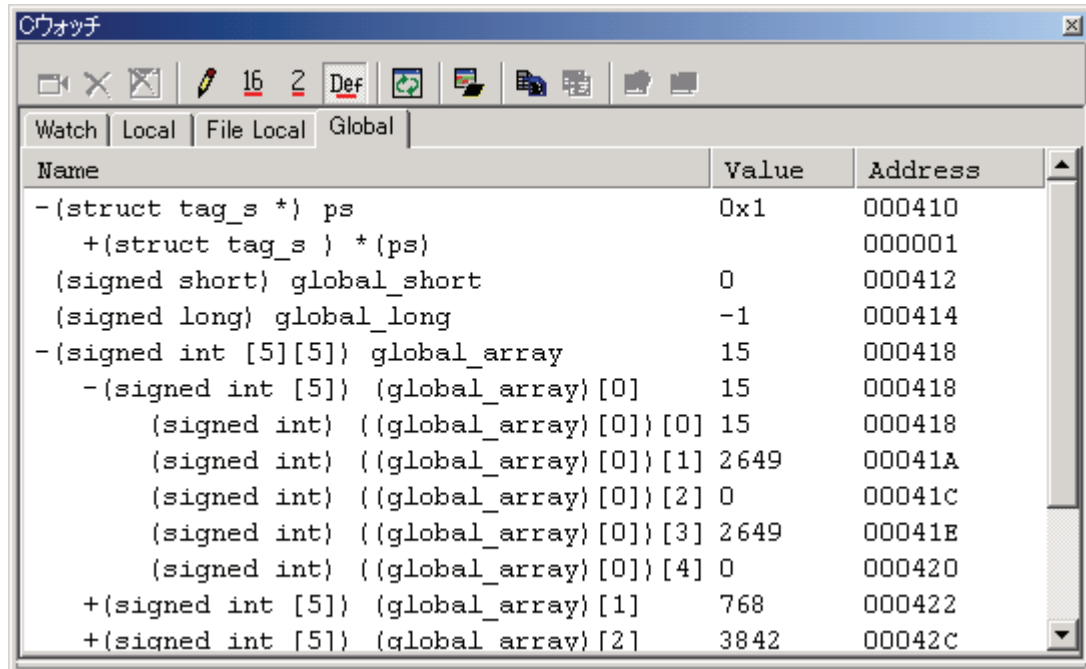 Cウォッチ
16 2 Def
Watch Local File Local Global
Name Value Address
-(struct tag_s *) ps 0x1 000410
+(struct tag_s ) *(ps) 000001
(signed short) global_short 0 000412
(signed long) global_long -1 000414
-(signed int [5][5]) global_array 15 000418
-(signed int [5]) (global_array)[0] 15 000418
(signed int) ((global_array)[0])[0] 15 000418
(signed int) ((global_array)[0])[1] 2649 00041A
(signed int) ((global_array)[0])[2] 0 00041C
(signed int) ((global_array)[0])[3] 2649 00041E
(signed int) ((global_array)[0])[4] 0 000420
+(signed int [5]) (global_array)[1] 768 000422
+(signed int [5]) (global_array)[2] 3842 00042C